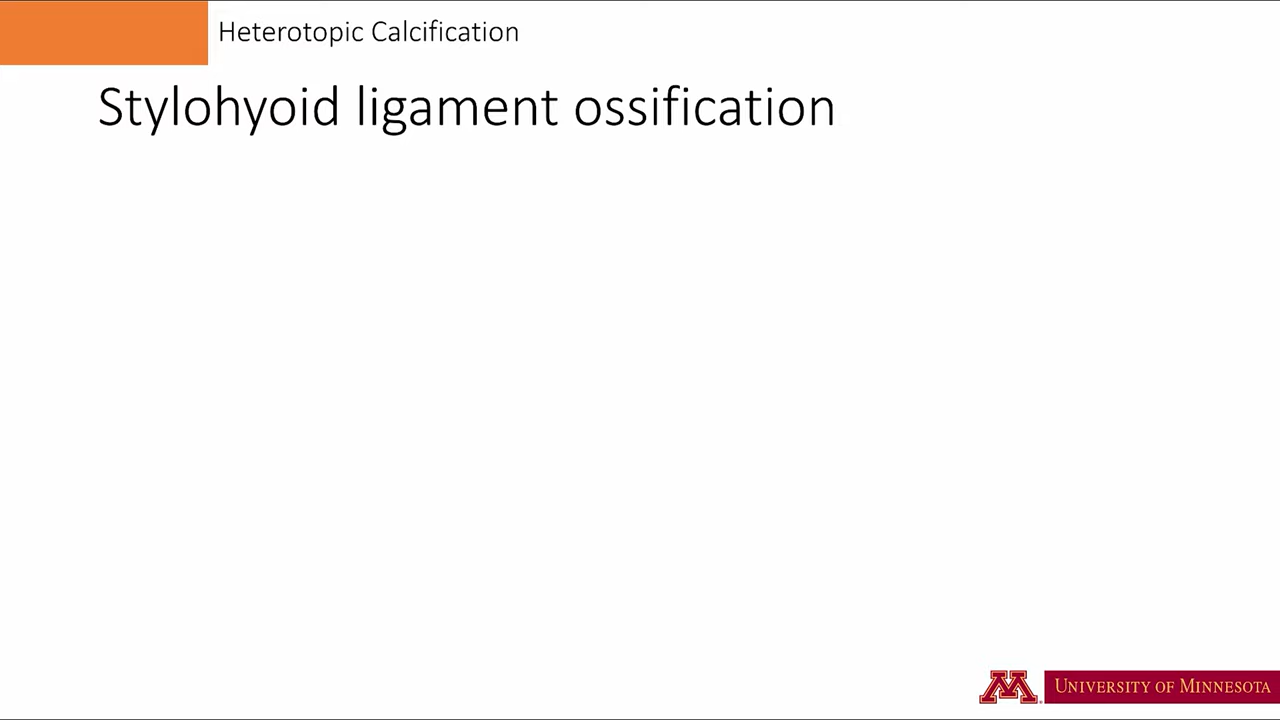 Heterotopic Calcification
Stylohyoid ligament ossification
M
UNIVERSITY OF MINNESOTA